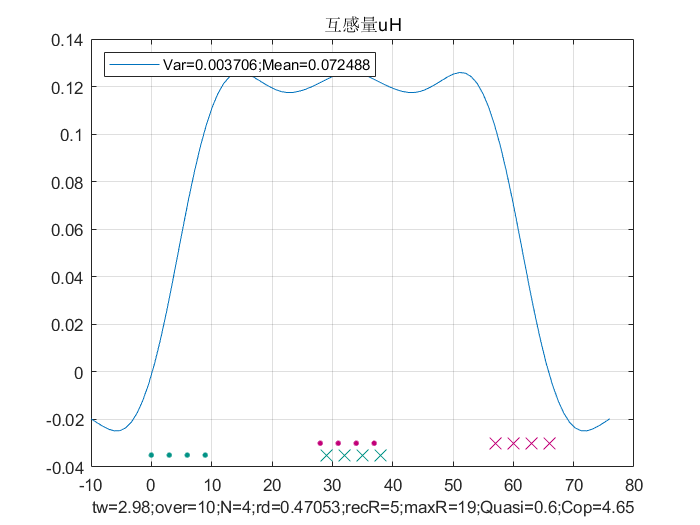 互感量uH
0.14
Var=0.003706;Mean=0.072488
0.12
0.1
0.08
0.06
0.04
0.02
0
-0.02
-0.04
-10 0 10 20 30 40 50 60 70 80
tw=2.98;over=10;N=4;rd=0.47053;recR=5;maxR=19;Quasi=0.6;Cop=4.65